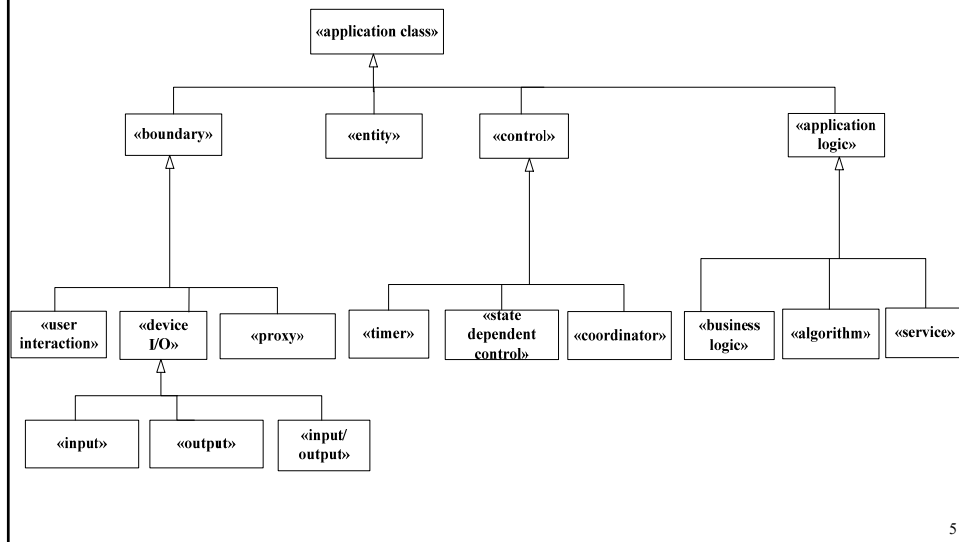 «application class»
«boundary»
«entity»
«control»
«application
logic»
«user
interaction»
«device
I/O»
«proxy»
«timer»
«state
dependent
control»
«coordinator»
«business
logic»
«algorithm»
«service»
«input»
«output»
«input/
output»
5